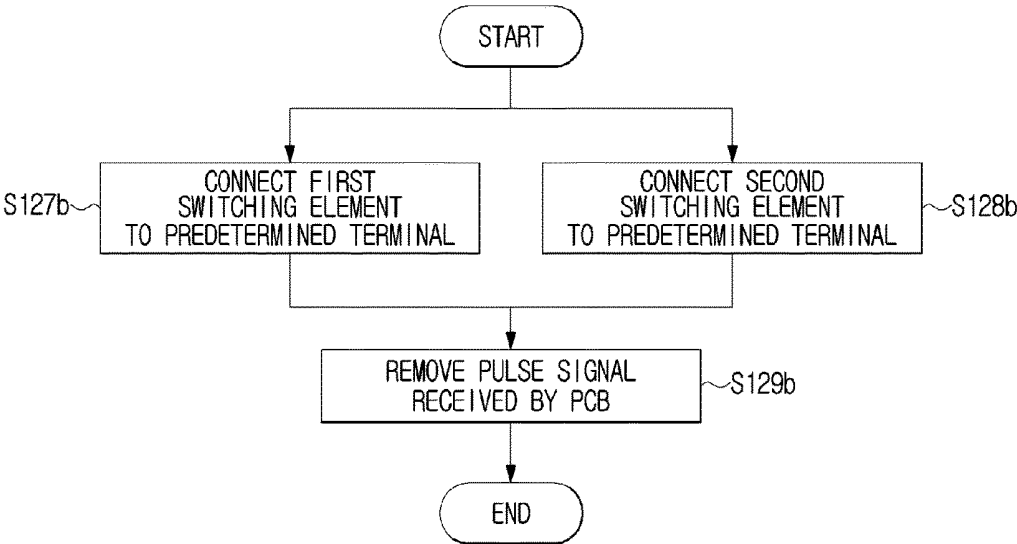 START
S127b
CONNECT FIRST
SWITCHING ELEMENT
TO PREDETERMINED TERMINAL
CONNECT SECOND
SWITCHING ELEMENT
TO PREDETERMINED TERMINAL
S128b
REMOVE PULSE SIGNAL
RECEIVED BY PCB
S129b
END